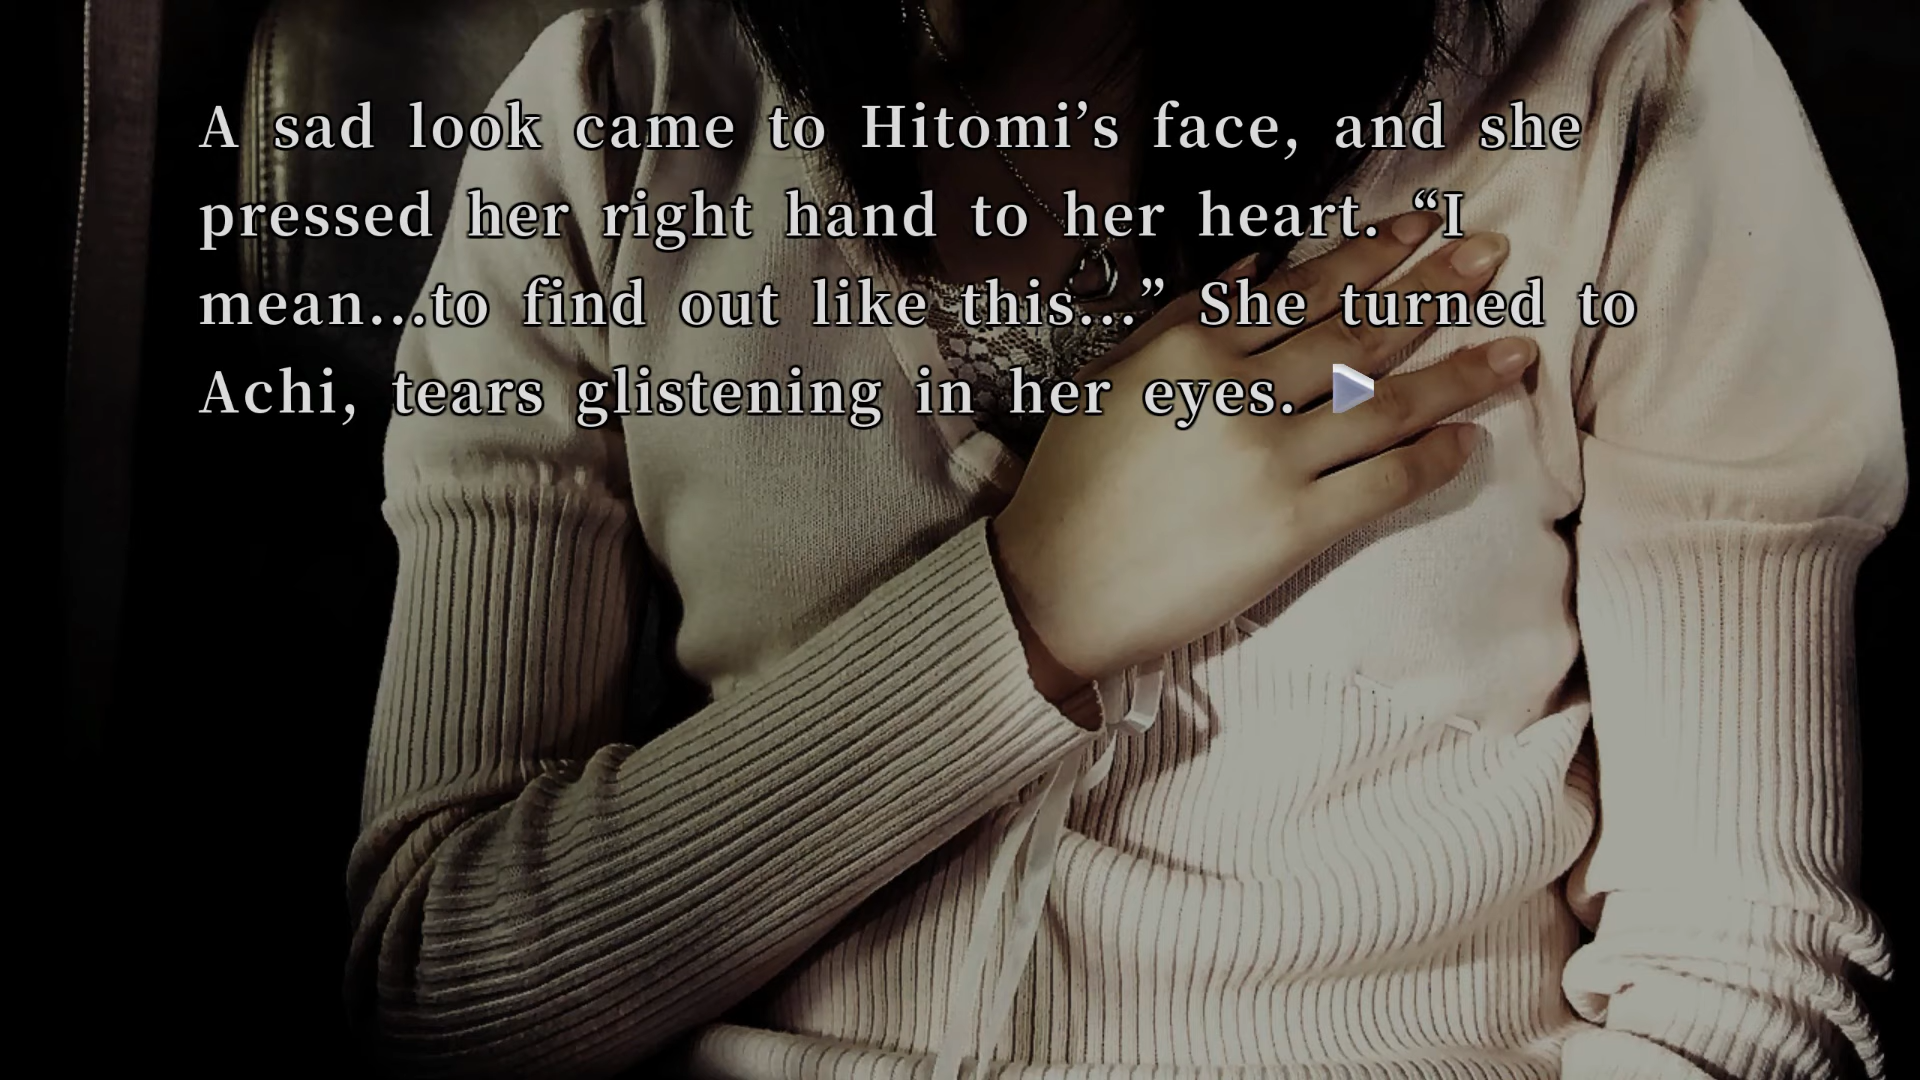 A sad look came to Hitomi’s face, and she
pressed her right hand to her heart. “I
mean...to find out like this...” She turned to
Achi, tears glistening in her eyes.